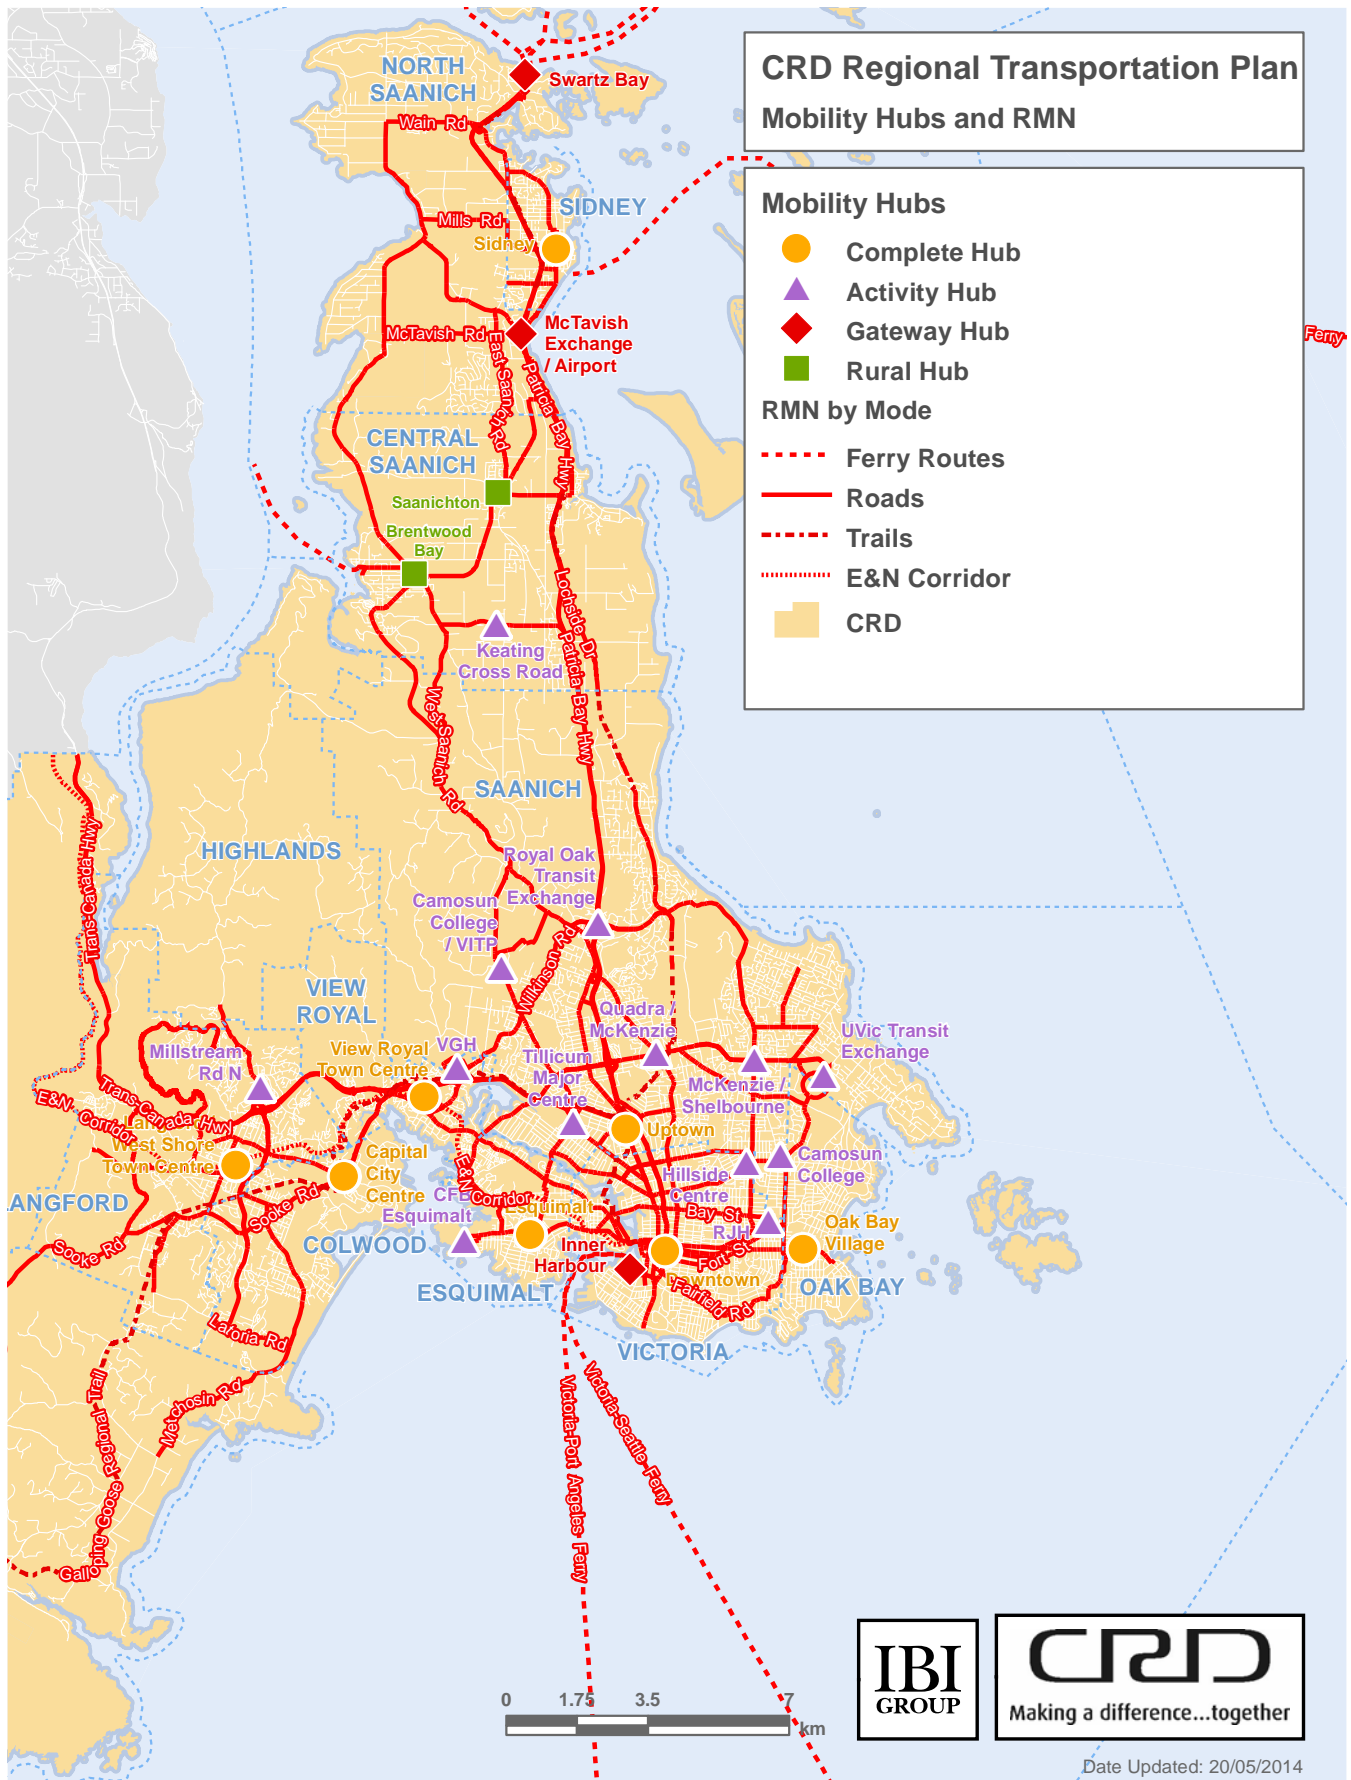 CRD Regional Transportation Plan
Mobility Hubs and RMN
Mobility Hubs
Complete Hub
Activity Hub
Gateway Hub
Rural Hub
RMN by Mode
Ferry Routes
Roads
Trails
E&N Corridor
CRD
NORTH
SAANICH
Swartz Bay
Wain Rd
SIDNEY
Mills Rd
Sidney
McTavish Rd
McTavish
Exchange
/ Airport
Ferry
East Saanich Rd
Patricia Bay Hwy
CENTRAL
SAANICH
Saanichton
Brentwood
Bay
Lochside Dr
Patricia Bay Hwy
Keating
Cross Road
West Saanich Rd
SAANICH
HIGHLANDS
Trans-Canada Hwy
Royal Oak
Transit
Exchange
Camosun
College
/ VITP
Wilkinson Rd
VIEW
ROYAL
Quadra /
McKenzie
UVic Transit
Exchange
Millstream
Rd N
View Royal
Town Centre
VGH
Tillicum
Major
Centre
McKenzie /
Shelbourne
Trans-Canada Hwy
E&N Corridor
West Shore
Town Centre
Uptown
Capital
City
Centre
Camosun
College
Hillside
Centre
LANGFORD
Sooke Rd
Sooke Rd
CFB
Esquimalt
E&N Corridor
Esquimalt
Bay St
RJH
Oak Bay
Village
COLWOOD
Inner
Harbour
Fort St
Downtown
Fairfield Rd
OAK BAY
ESQUIMALT
VICTORIA
Laforia Rd
Metchosin Rd
Galloping Goose Regional Trail
Victoria-Port Angeles Ferry
Victoria-Seattle Ferry
0 1.75 3.5 7
km
IBI
GROUP
CRD
Making a difference...together
Date Updated: 20/05/2014